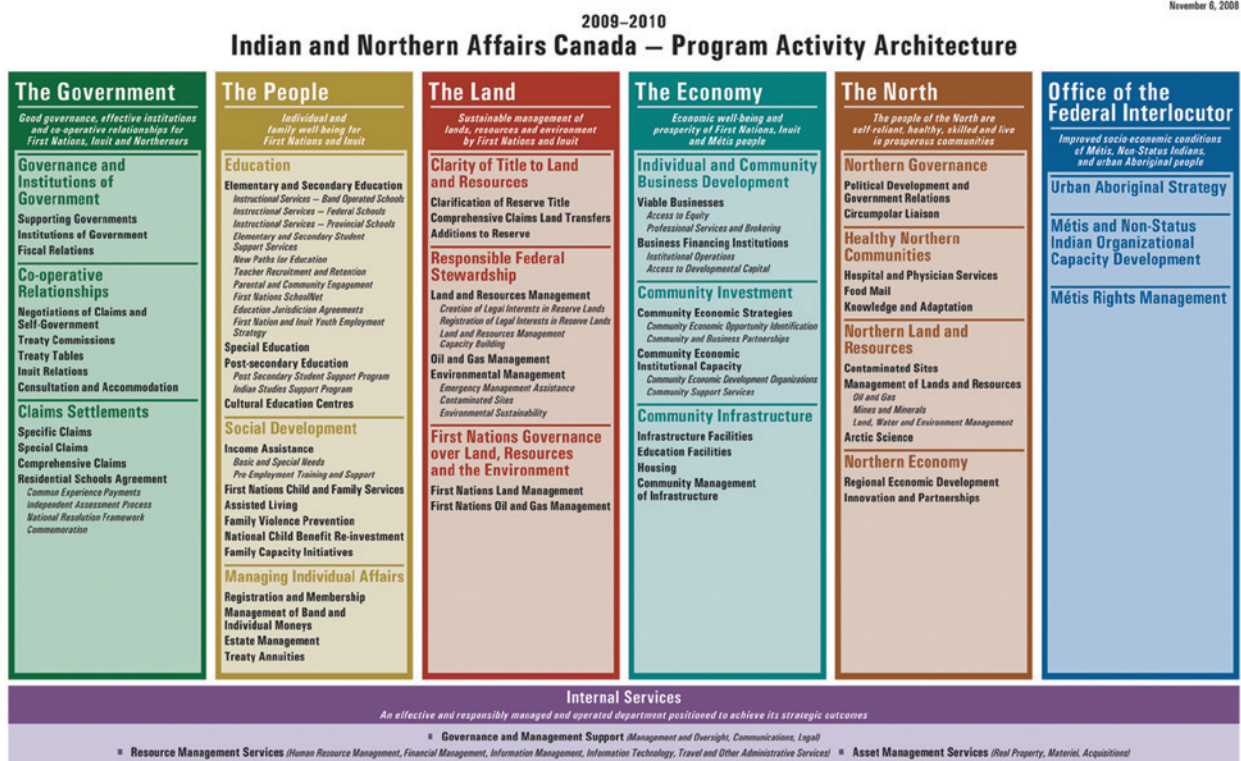 November 6, 2008
2009–2010
Indian and Northern Affairs Canada – Program Activity Architecture
The Government
Good governance, effective institutions
and co-operative relationships for
First Nations, Inuit and Northerners
Governance and
Institutions of
Government
Supporting Governments
Institutions of Government
Fiscal Relations
Co-operative
Relationships
Negotiations of Claims and
Self-Government
Treaty Commissions
Treaty Tables
Inuit Relations
Consultation and Accommodation
Claims Settlements
Specific Claims
Special Claims
Comprehensive Claims
Residential Schools Agreement
Common Experience Payments
Independent Assessment Process
National Resolution Framework
Commemoration
The People
Individual and
family well-being for
First Nations and Inuit
Education
Elementary and Secondary Education
Instructional Services – Band Operated Schools
Instructional Services – Federal Schools
Instructional Services – Provincial Schools
Elementary and Secondary Student
Support Services
New Paths for Education
Teacher Recruitment and Retention
Parental and Community Engagement
First Nations SchoolNet
Education Jurisdiction Agreements
First Nation and Inuit Youth Employment
Strategy
Special Education
Post-secondary Education
Post Secondary Student Support Program
Indian Studies Support Program
Cultural Education Centres
Social Development
Income Assistance
Basic and Special Needs
Pre-Employment Training and Support
First Nations Child and Family Services
Assisted Living
Family Violence Prevention
National Child Benefit Re-investment
Family Capacity Initiatives
Managing Individual Affairs
Registration and Membership
Management of Band and
Individual Moneys
Estate Management
Treaty Annuities
The Land
Sustainable management of
lands, resources and environment
by First Nations and Inuit
Clarity of Title to Land
and Resources
Clarification of Reserve Title
Comprehensive Claims Land Transfers
Additions to Reserve
Responsible Federal
Stewardship
Land and Resources Management
Creation of Legal Interests in Reserve Lands
Registration of Legal Interests in Reserve Lands
Land and Resources Management
Capacity Building
Oil and Gas Management
Environmental Management
Emergency Management Assistance
Contaminated Sites
Environmental Sustainability
First Nations Governance
over Land, Resources
and the Environment
First Nations Land Management
First Nations Oil and Gas Management
The Economy
Economic well-being and
prosperity of First Nations, Inuit
and Métis people
Individual and Community
Business Development
Viable Businesses
Access to Equity
Professional Services and Brokering
Business Financing Institutions
Institutional Operations
Access to Developmental Capital
Community Investment
Community Economic Strategies
Community Economic Opportunity Identification
Community and Business Partnerships
Community Economic
Institutional Capacity
Community Economic Development Organizations
Community Support Services
Community Infrastructure
Infrastructure Facilities
Education Facilities
Housing
Community Management
of Infrastructure
The North
The people of the North are
self-reliant, healthy, skilled and live
in prosperous communities
Northern Governance
Political Development and
Government Relations
Circumpolar Liaison
Healthy Northern
Communities
Hospital and Physician Services
Food Mail
Knowledge and Adaptation
Northern Land and
Resources
Contaminated Sites
Management of Lands and Resources
Oil and Gas
Mines and Minerals
Land, Water and Environment Management
Arctic Science
Northern Economy
Regional Economic Development
Innovation and Partnerships
Office of the
Federal Interlocutor
Improved socio-economic conditions
of Métis, Non-Status Indians,
and urban Aboriginal people
Urban Aboriginal Strategy
Métis and Non-Status
Indian Organizational
Capacity Development
Métis Rights Management
Internal Services
An effective and responsibly managed and operated department positioned to achieve its strategic outcomes
■ Governance and Management Support (Management and Oversight, Communications, Legal)
■ Resource Management Services (Human Resource Management, Financial Management, Information Management, Information Technology, Travel and Other Administrative Services) ■ Asset Management Services (Real Property, Materiel, Acquisitions)